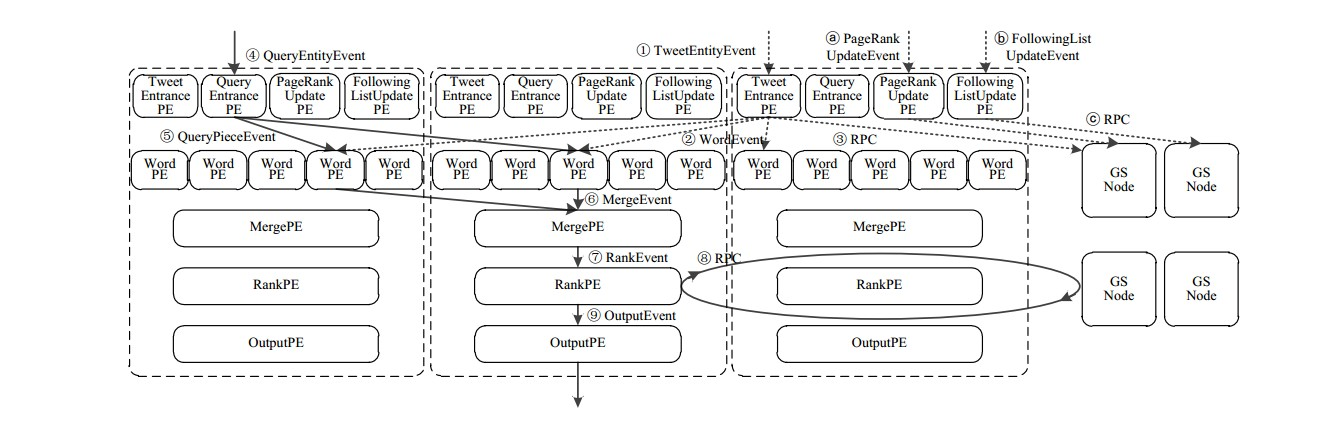 ④ QueryEntityEvent
① TweetEntityEvent
ⓐ PageRank
UpdateEvent
ⓑ FollowingList
UpdateEvent
Tweet
Entrance
PE
Query
Entrance
PE
PageRank
Update
PE
Following
ListUpdate
PE
Tweet
Entrance
PE
Query
Entrance
PE
PageRank
Update
PE
Following
ListUpdate
PE
Tweet
Entrance
PE
Query
Entrance
PE
PageRank
Update
PE
Following
ListUpdate
PE
⑤ QueryPieceEvent
② WordEvent
③ RPC
ⓒ RPC
Word
PE
Word
PE
Word
PE
Word
PE
Word
PE
Word
PE
Word
PE
Word
PE
Word
PE
Word
PE
Word
PE
Word
PE
Word
PE
Word
PE
Word
PE
GS
Node
GS
Node
⑥ MergeEvent
MergePE
MergePE
MergePE
⑦ RankEvent
⑧ RPC
RankPE
RankPE
RankPE
GS
Node
GS
Node
⑨ OutputEvent
OutputPE
OutputPE
OutputPE